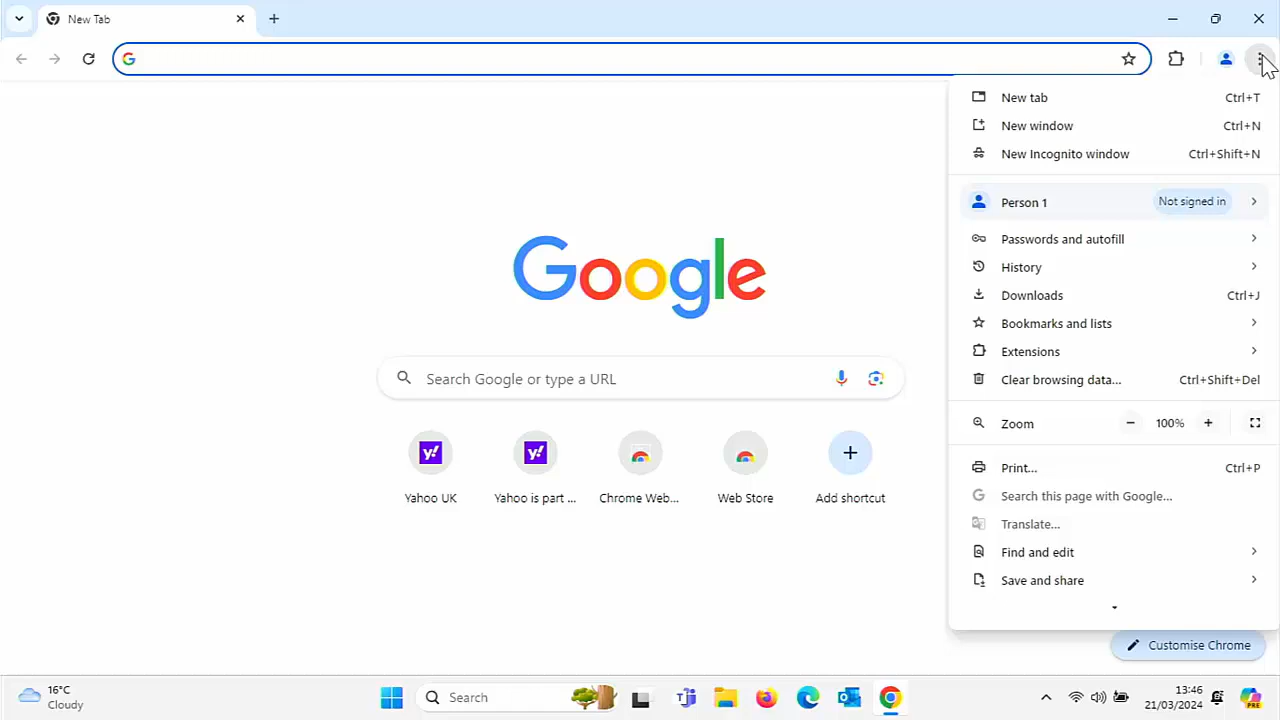 New Tab
New tab Ctrl+T
New window Ctrl+N
New Incognito window Ctrl+Shift+N
Person 1 Not signed in
Passwords and autofill
History
Downloads Ctrl+J
Bookmarks and lists
Extensions
Clear browsing data... Ctrl+Shift+Del
Zoom 100%
Print... Ctrl+P
Search this page with Google...
Translate...
Find and edit
Save and share
Google
Search Google or type a URL
Yahoo UK
Yahoo is part ...
Chrome Web...
Web Store
Add shortcut
Customise Chrome
16°C
Cloudy
Search
13:46
21/03/2024
PRE